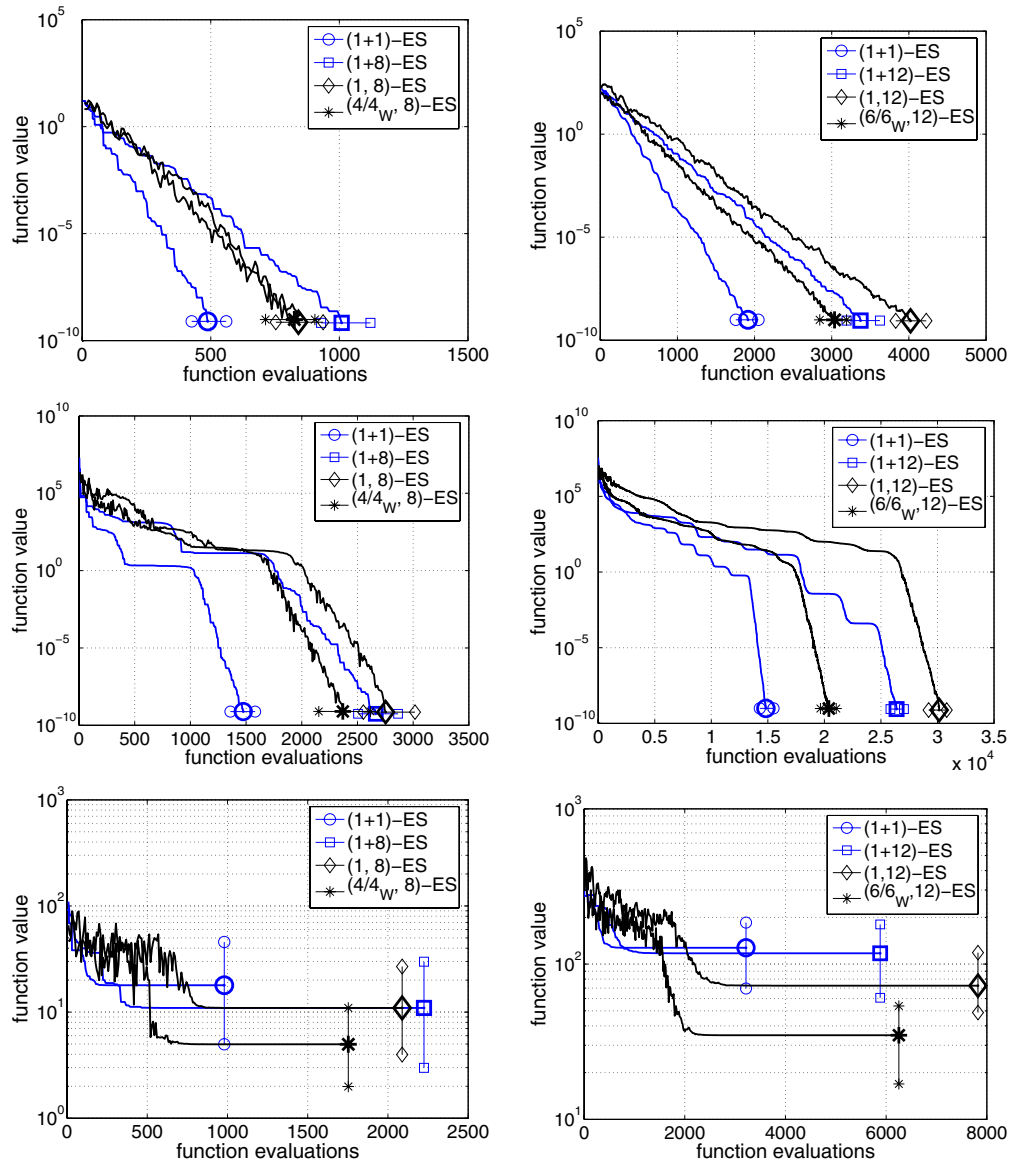 10^5
10^0
10^-5
10^-10
function value
0
500
1000
1500
function evaluations
(1+1)-ES
(1+8)-ES
(1, 8)-ES
(4/4_W, 8)-ES
10^5
10^0
10^-5
10^-10
function value
0
1000
2000
3000
4000
5000
function evaluations
(1+1)-ES
(1+12)-ES
(1,12)-ES
(6/6_W,12)-ES
10^10
10^5
10^0
10^-5
10^-10
function value
0
500
1000
1500
2000
2500
3000
3500
function evaluations
(1+1)-ES
(1+8)-ES
(1, 8)-ES
(4/4_W, 8)-ES
10^10
10^5
10^0
10^-5
10^-10
function value
0
0.5
1
1.5
2
2.5
3
3.5
x 10^4
function evaluations
(1+1)-ES
(1+12)-ES
(1,12)-ES
(6/6_W,12)-ES
10^3
10^2
10^1
10^0
function value
0
500
1000
1500
2000
2500
function evaluations
(1+1)-ES
(1+8)-ES
(1, 8)-ES
(4/4_W, 8)-ES
10^3
10^2
10^1
function value
0
2000
4000
6000
8000
function evaluations
(1+1)-ES
(1+12)-ES
(1,12)-ES
(6/6_W,12)-ES